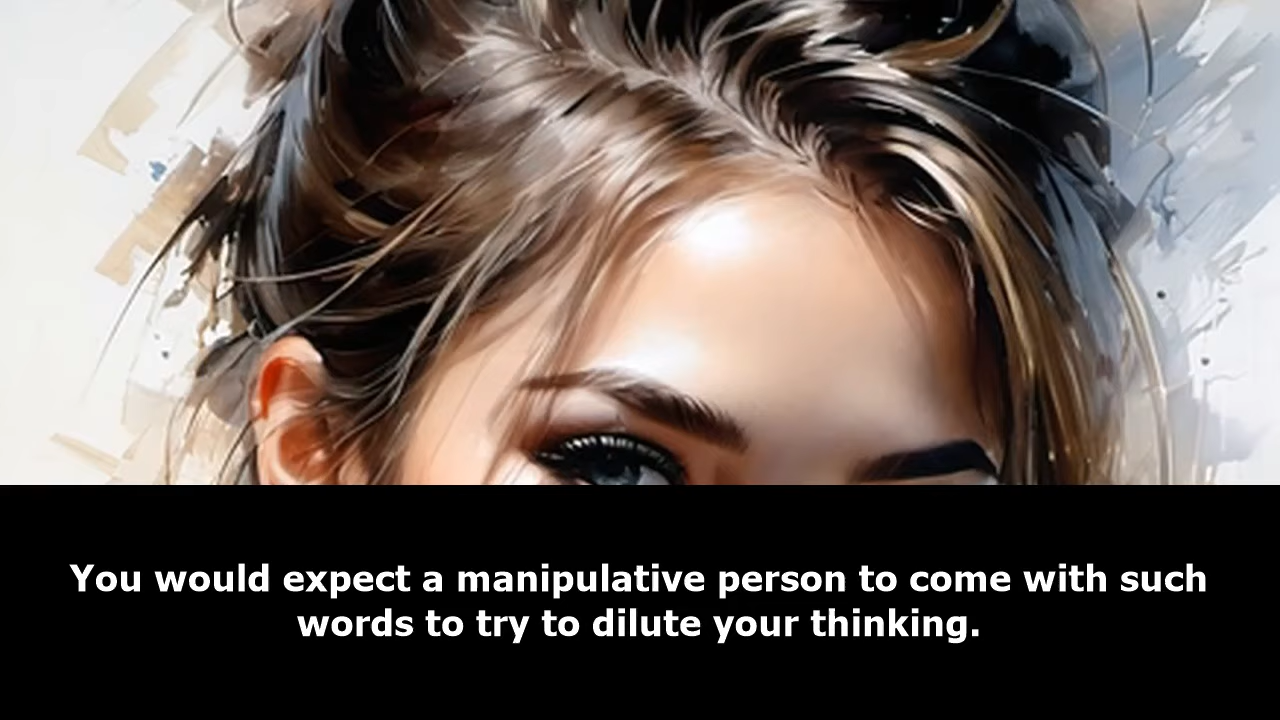 You would expect a manipulative person to come with such
words to try to dilute your thinking.